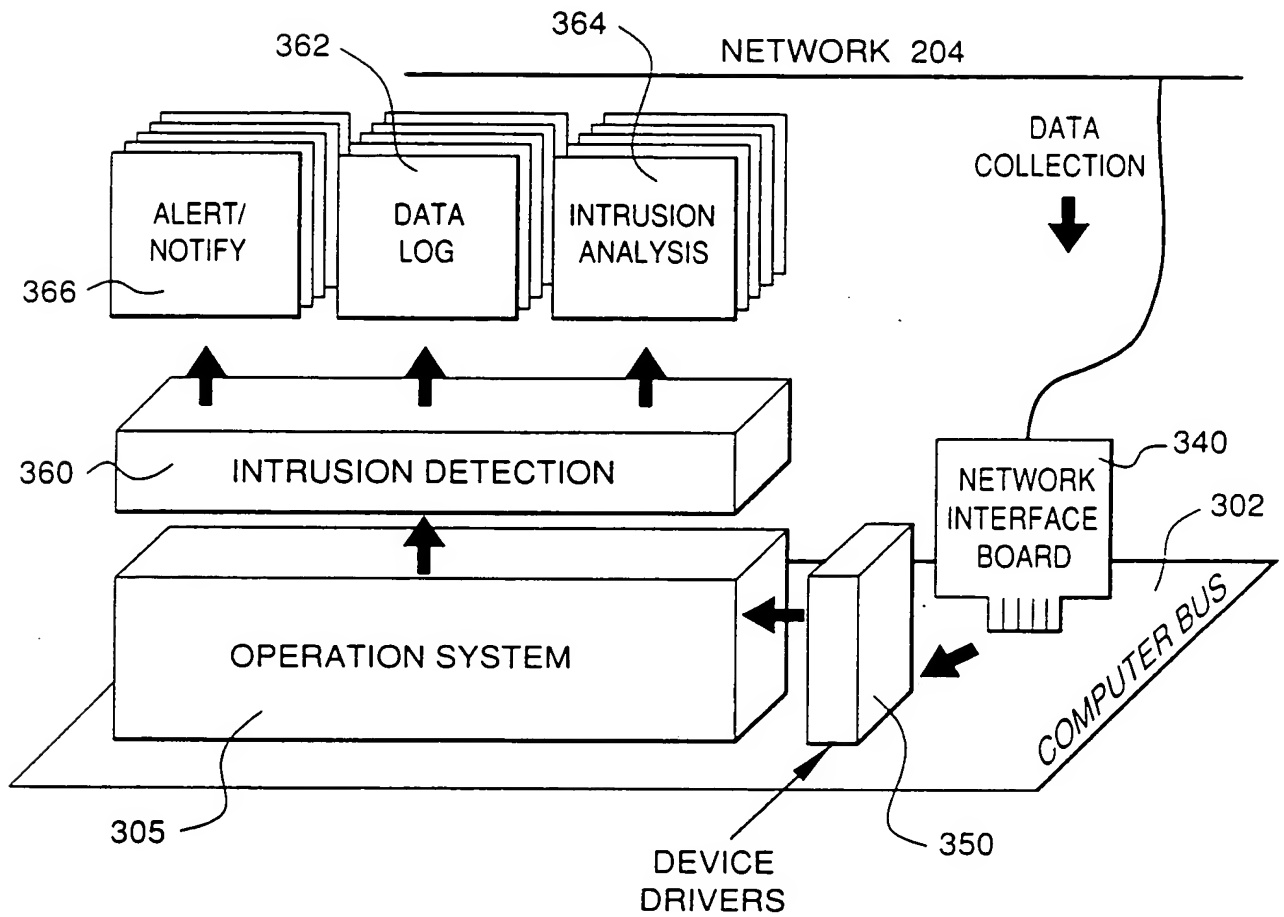 364
362
NETWORK 204
DATA
COLLECTION
ALERT/
NOTIFY
DATA
LOG
INTRUSION
ANALYSIS
366
360
INTRUSION DETECTION
340
NETWORK
INTERFACE
BOARD
302
OPERATION SYSTEM
COMPUTER BUS
305
350
DEVICE
DRIVERS